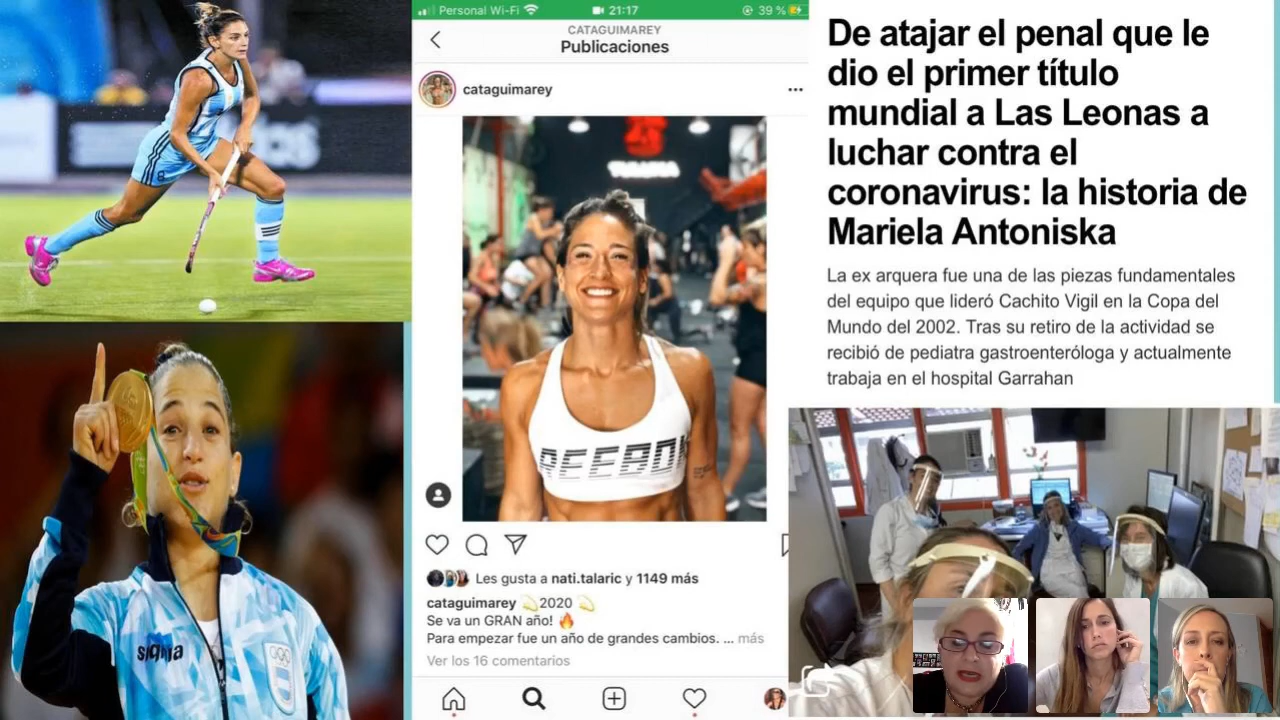 Personal Wi-Fi
21:17
39 %
CATAGUIMAREY
Publicaciones
cataguimarey
REEBOK
Les gusta a nati.talaric y 1149 más
cataguimarey 💫2020 💫
Se va un GRAN año! 🔥
Para empezar fue un año de grandes cambios. ... más
Ver los 16 comentarios
De atajar el penal que le
dio el primer título
mundial a Las Leonas a
luchar contra el
coronavirus: la historia de
Mariela Antoniska
La ex arquera fue una de las piezas fundamentales
del equipo que lideró Cachito Vigil en la Copa del
Mundo del 2002. Tras su retiro de la actividad se
recibió de pediatra gastroenteróloga y actualmente
trabaja en el hospital Garrahan
8